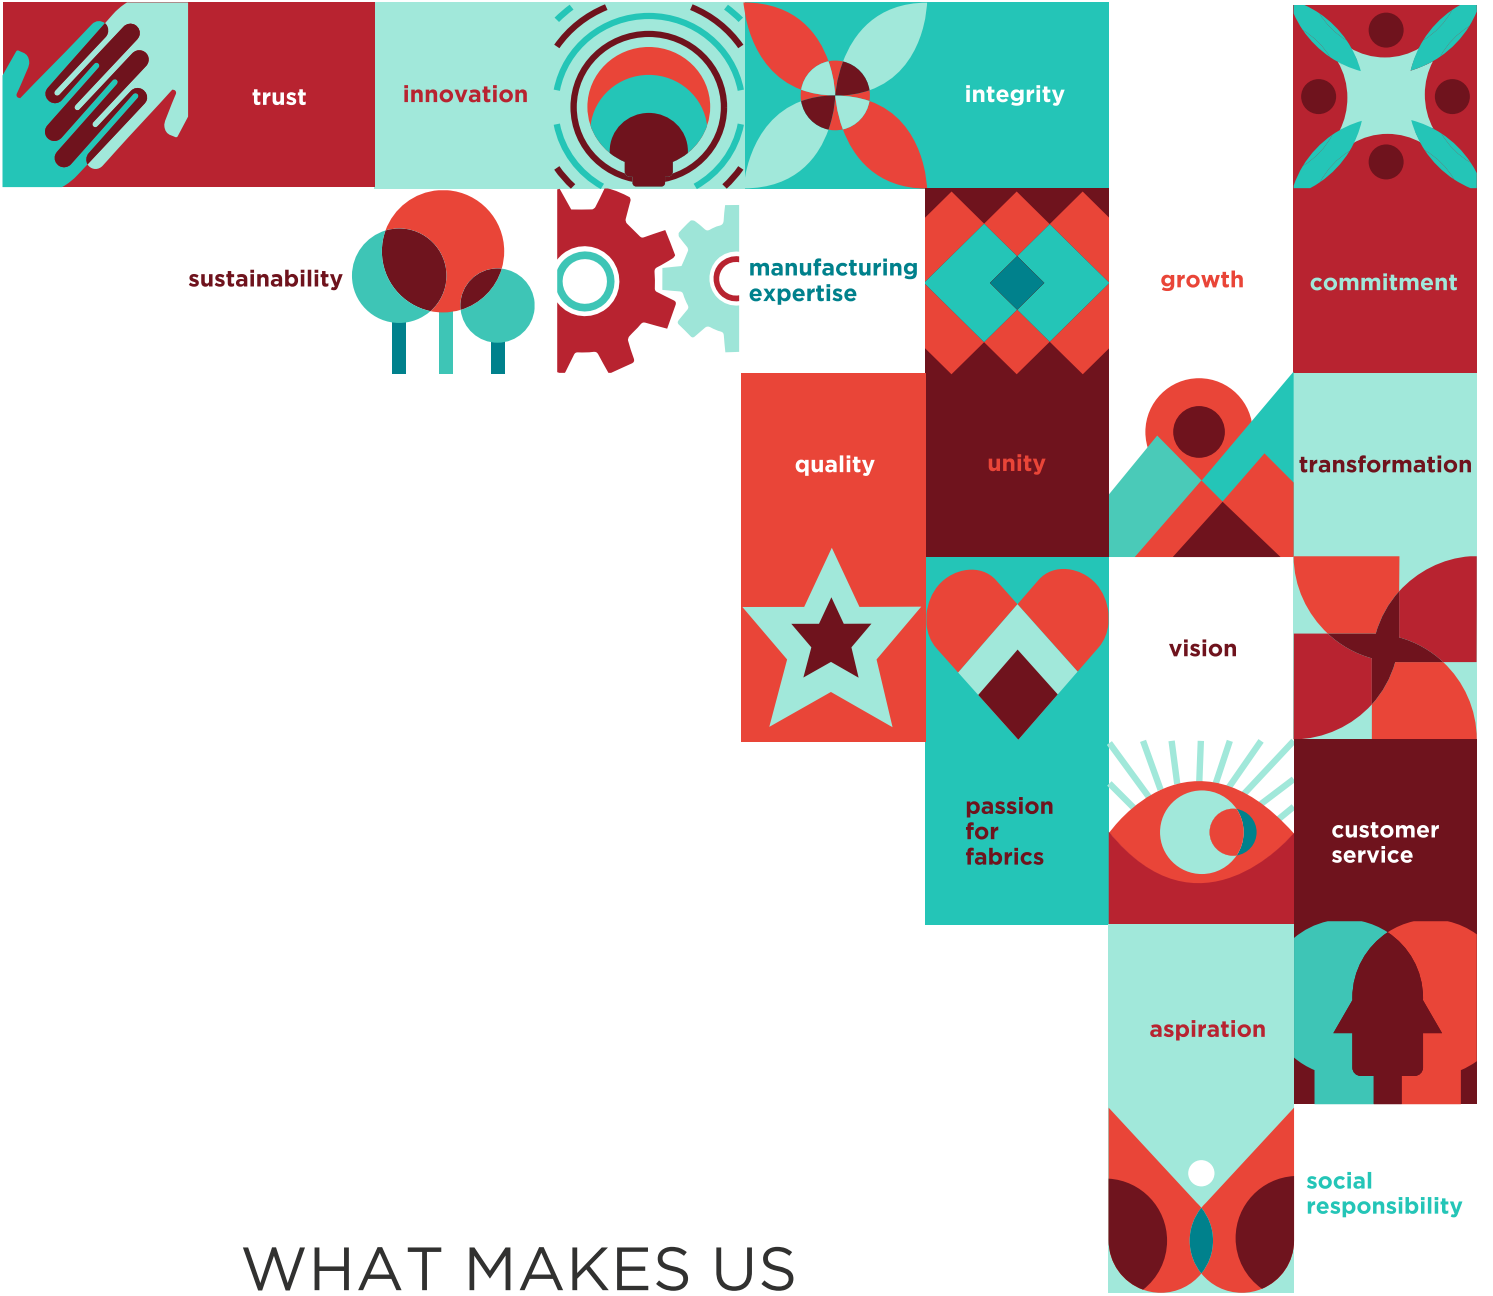 trust
innovation
integrity
sustainability
manufacturing
expertise
growth
commitment
quality
unity
transformation
vision
passion
for
fabrics
customer
service
aspiration
social
responsibility
WHAT MAKES US